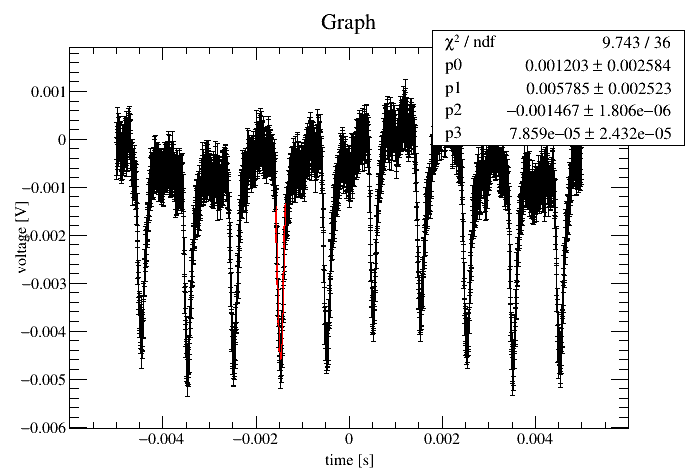 Graph
χ² / ndf 9.743 / 36
p0 0.001203 ± 0.002584
p1 0.005785 ± 0.002523
p2 −0.001467 ± 1.806e−06
p3 7.859e−05 ± 2.432e−05
0.001
0
−0.001
−0.002
−0.003
−0.004
−0.005
−0.006
voltage [V]
−0.004 −0.002 0 0.002 0.004
time [s]